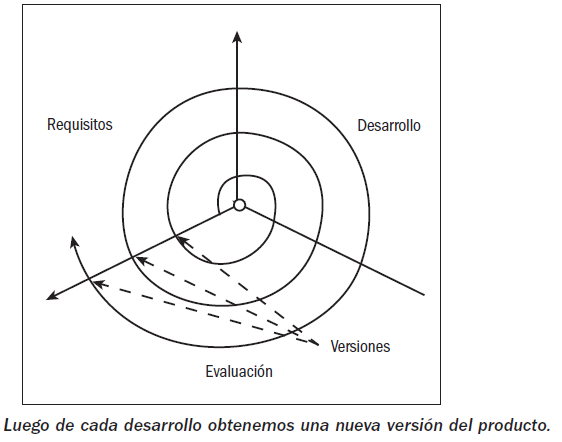 Requisitos
Desarrollo
Versiones
Evaluación
Luego de cada desarrollo obtenemos una nueva versión del producto.